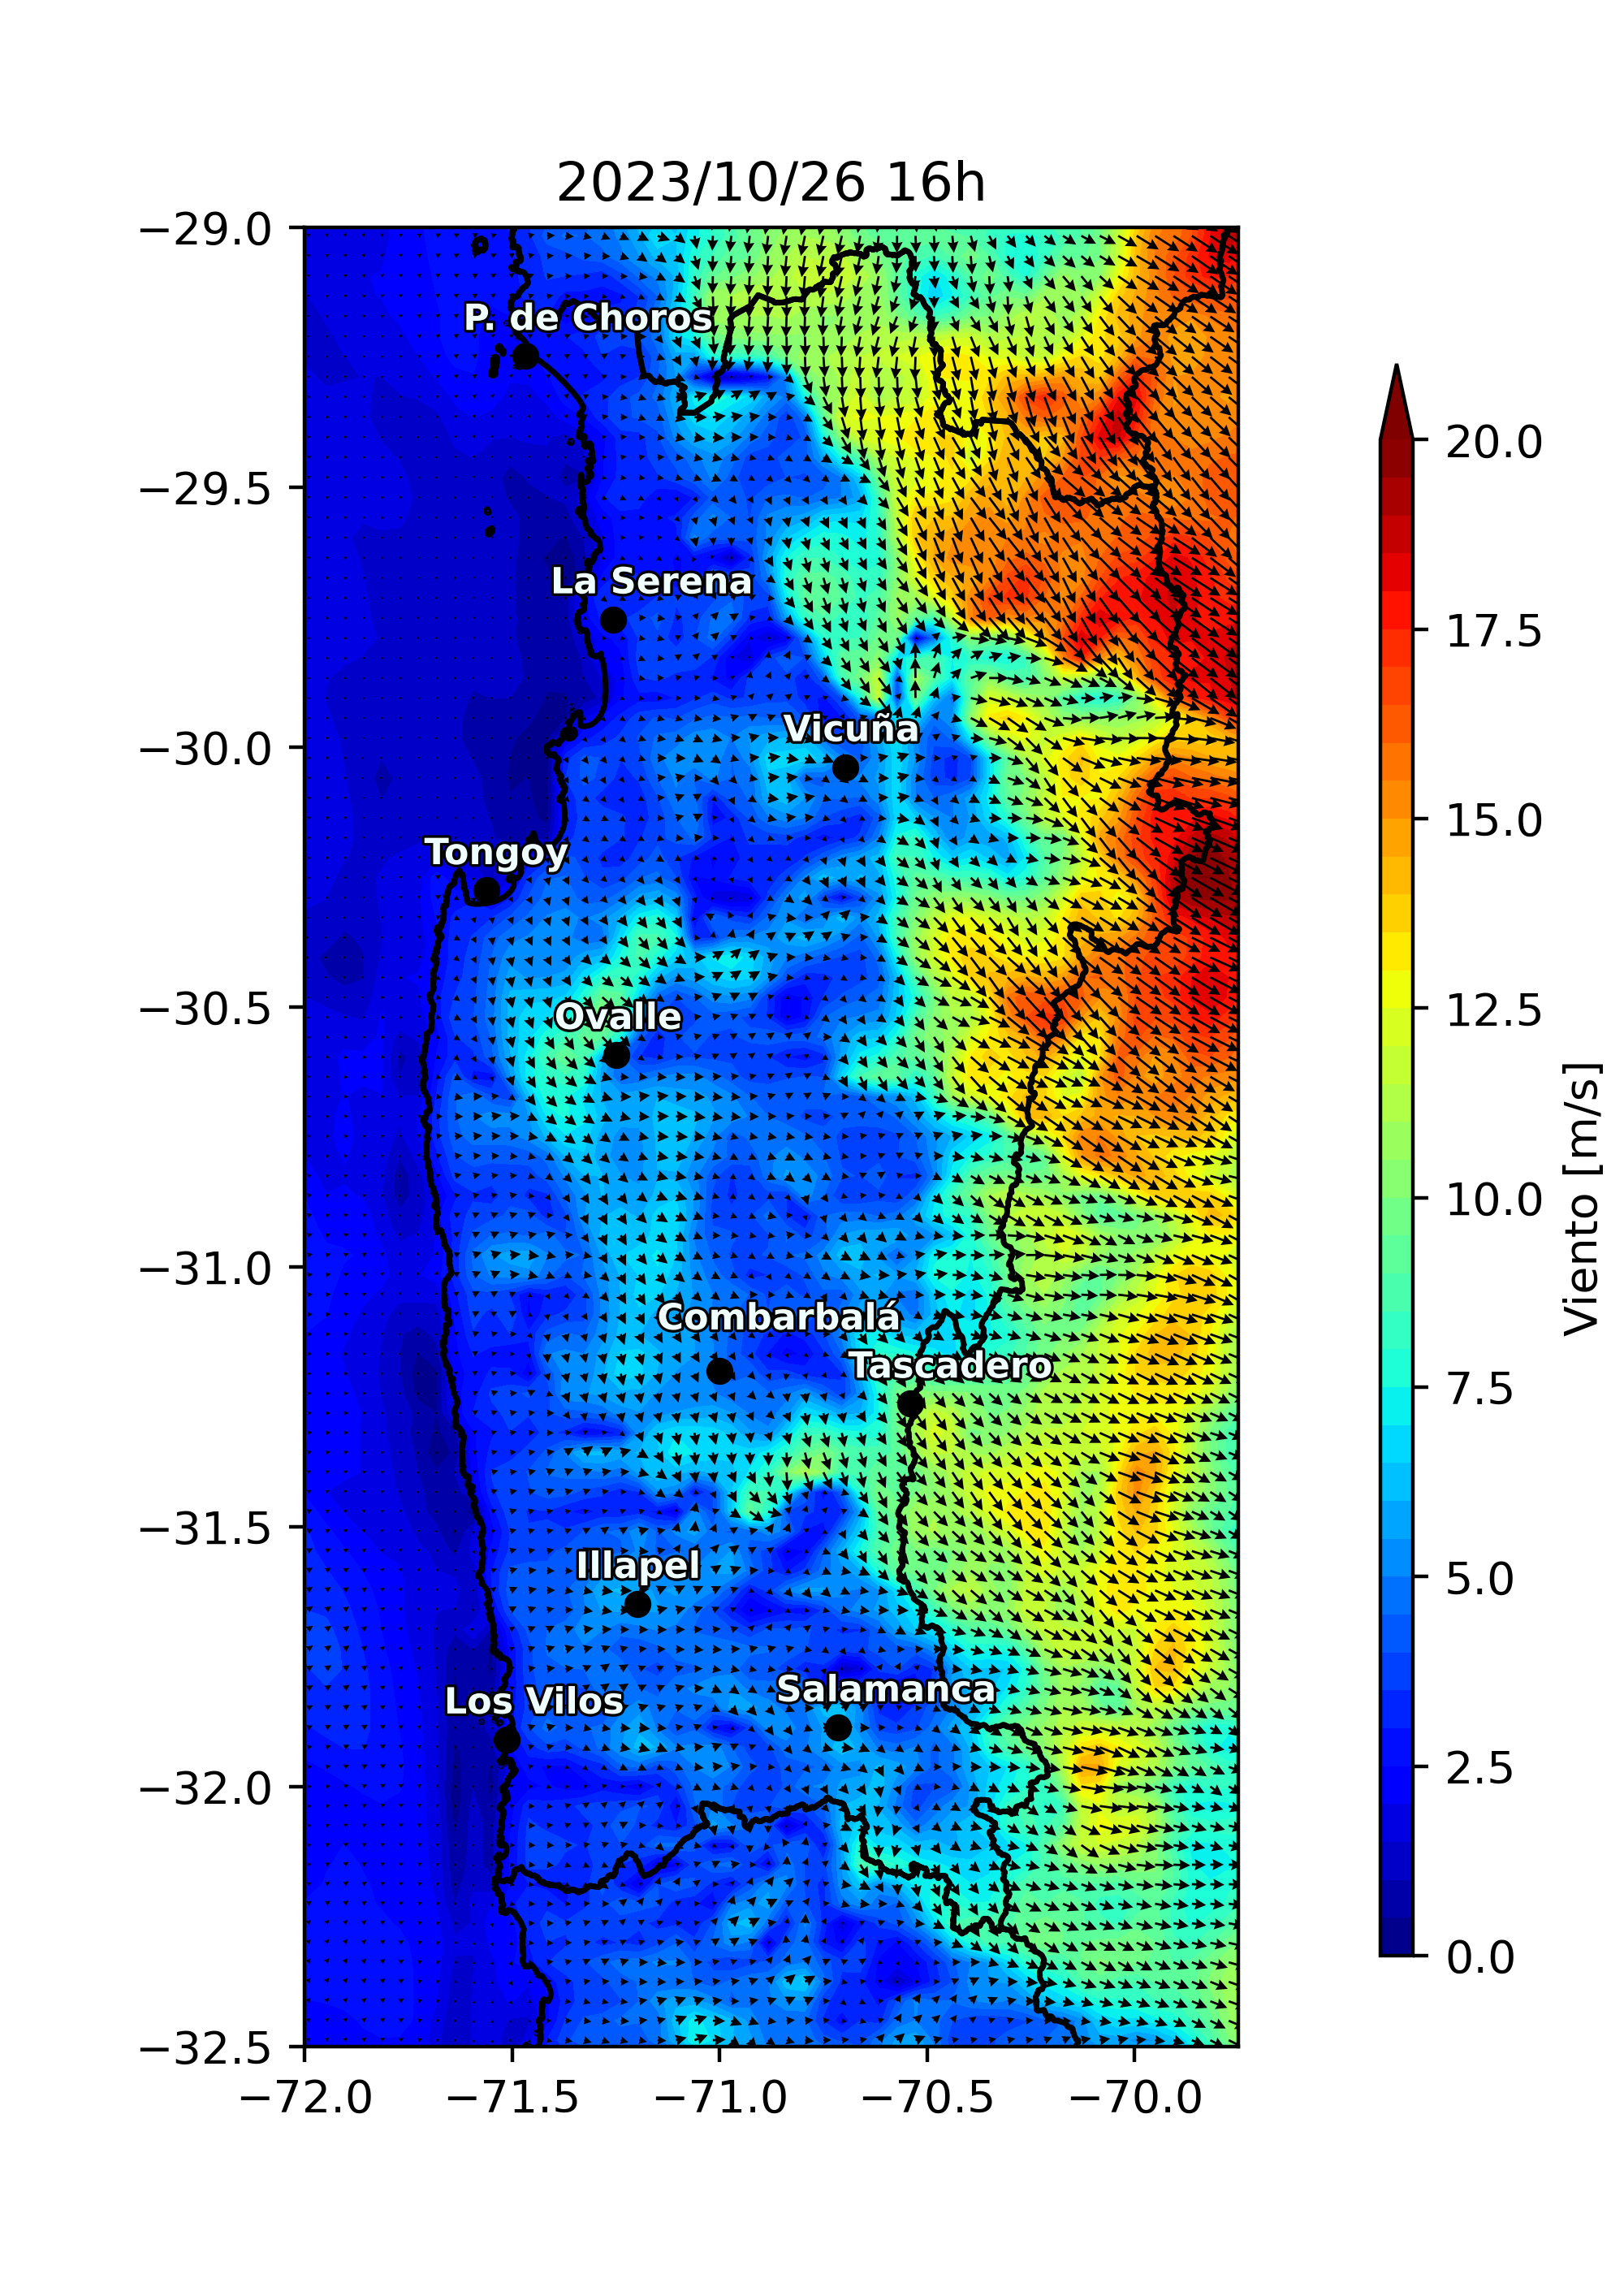 2023/10/26 16h
−29.0
−29.5
−30.0
−30.5
−31.0
−31.5
−32.0
−32.5
−72.0
−71.5
−71.0
−70.5
−70.0
P. de Choros
La Serena
Vicuña
Tongoy
Ovalle
Combarbalá
Tascadero
Illapel
Salamanca
Los Vilos
20.0
17.5
15.0
12.5
10.0
7.5
5.0
2.5
0.0
Viento [m/s]